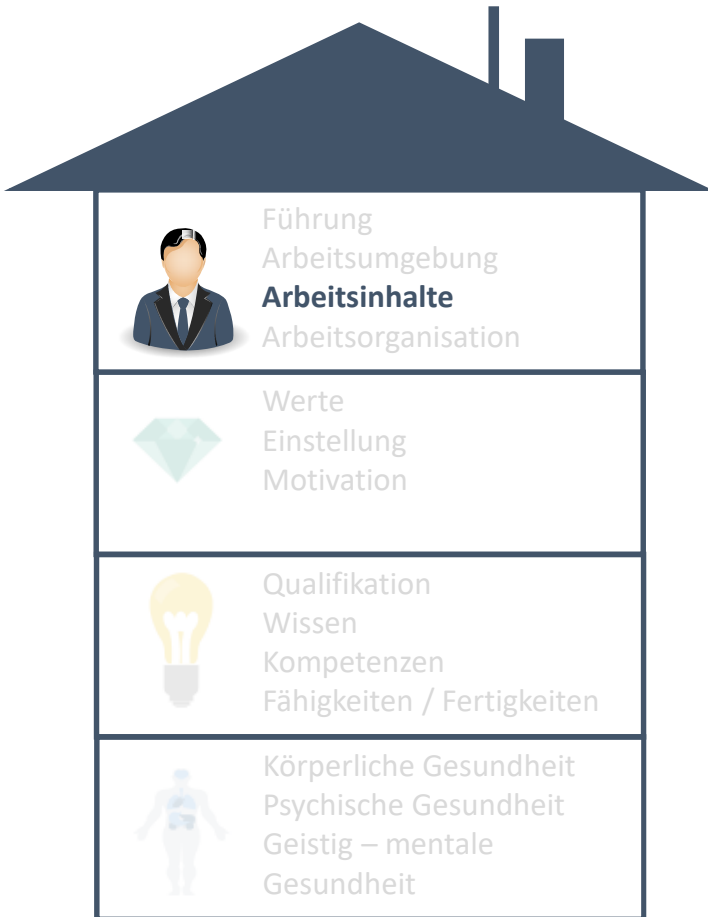 Führung
Arbeitsumgebung
Arbeitsinhalte
Arbeitsorganisation
Werte
Einstellung
Motivation
Qualifikation
Wissen
Kompetenzen
Fähigkeiten / Fertigkeiten
Körperliche Gesundheit
Psychische Gesundheit
Geistig – mentale
Gesundheit